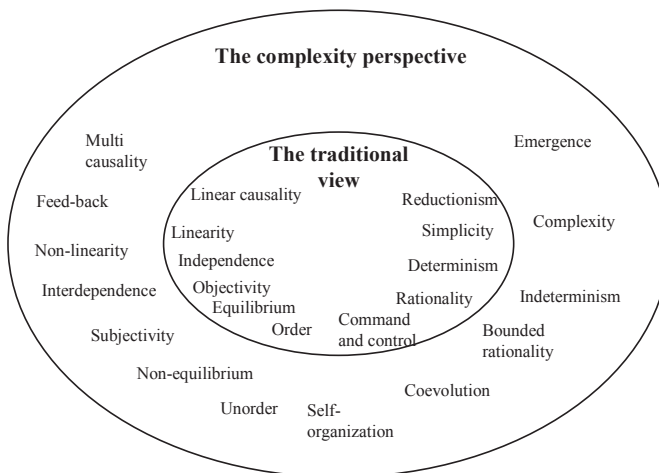 The complexity perspective
Multi
causality
Emergence
The traditional
view
Feed-back
Linear causality
Reductionism
Complexity
Non-linearity
Linearity
Simplicity
Independence
Determinism
Interdependence
Objectivity
Rationality
Indeterminism
Equilibrium
Subjectivity
Order
Command
and control
Bounded
rationality
Non-equilibrium
Coevolution
Unorder
Self-
organization